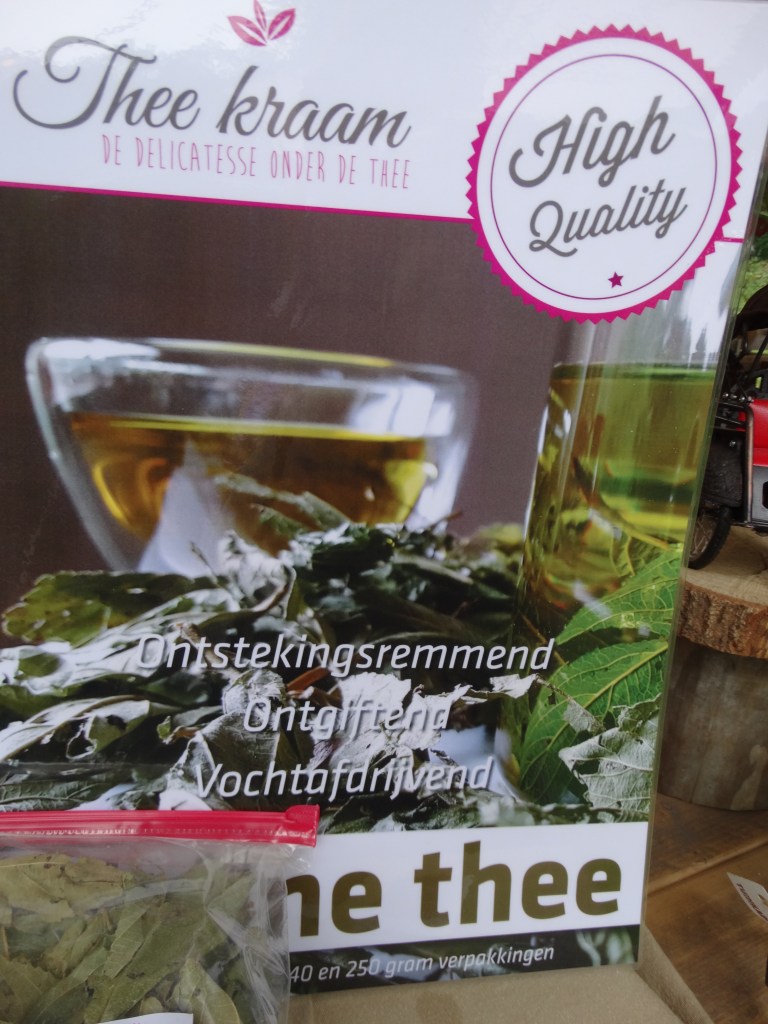 Thee kraam
DE DELICATESSE ONDER DE THEE
High
Quality
Ontstekingsremmend
Ontgiftend
Vochtafdrijvend
ne thee
40 en 250 gram verpakkingen